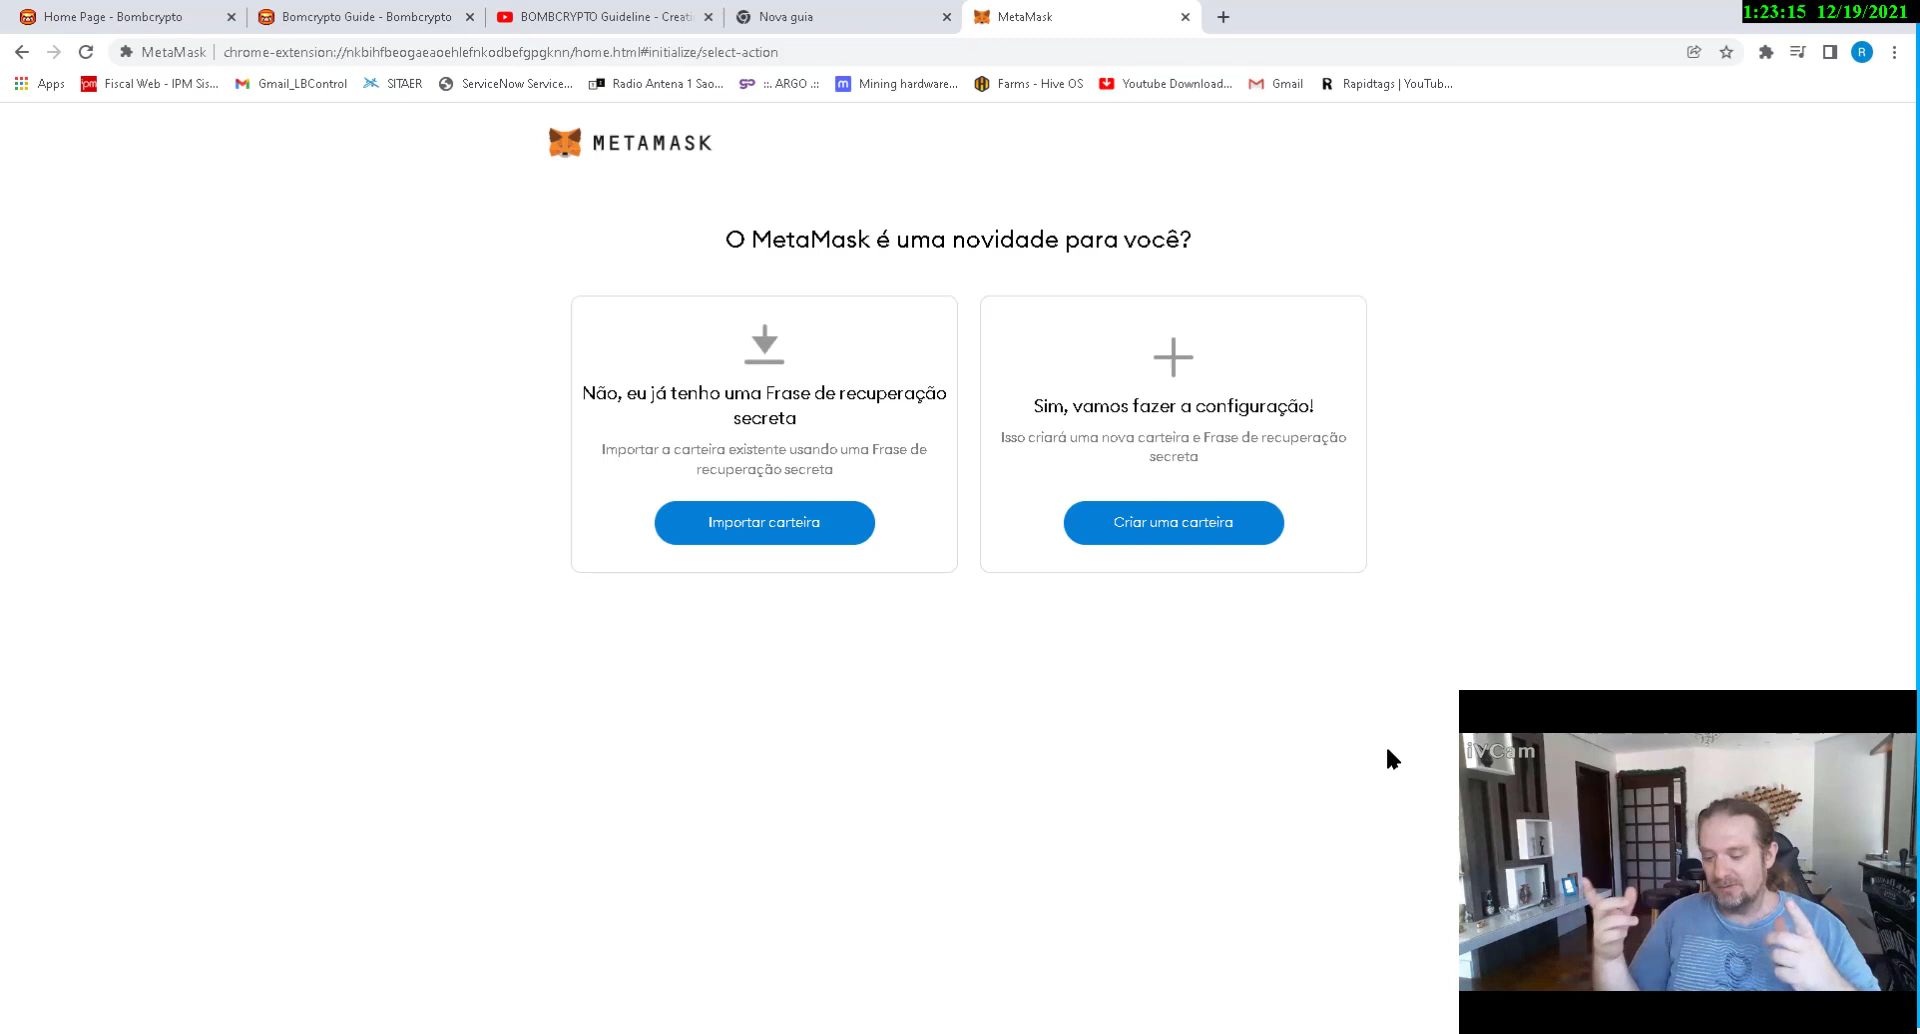 1:23:15 12/19/2021
Home Page - Bombcrypto
Bomcrypto Guide - Bombcrypto
BOMBCRYPTO Guideline - Creati
Nova guia
MetaMask
MetaMask | chrome-extension://nkbihfbeogaeaoehlefnkodbefgpgknn/home.html#initialize/select-action
R
Apps
Fiscal Web - IPM Sis...
Gmail_LBControl
SITAER
ServiceNow Service...
Radio Antena 1 Sao...
::. ARGO .::
Mining hardware...
Farms - Hive OS
Youtube Download...
Gmail
Rapidtags | YouTub...
METAMASK
O MetaMask é uma novidade para você?
Não, eu já tenho uma Frase de recuperação
secreta
Importar a carteira existente usando uma Frase de
recuperação secreta
Importar carteira
Sim, vamos fazer a configuração!
Isso criará uma nova carteira e Frase de recuperação
secreta
Criar uma carteira
iVCam